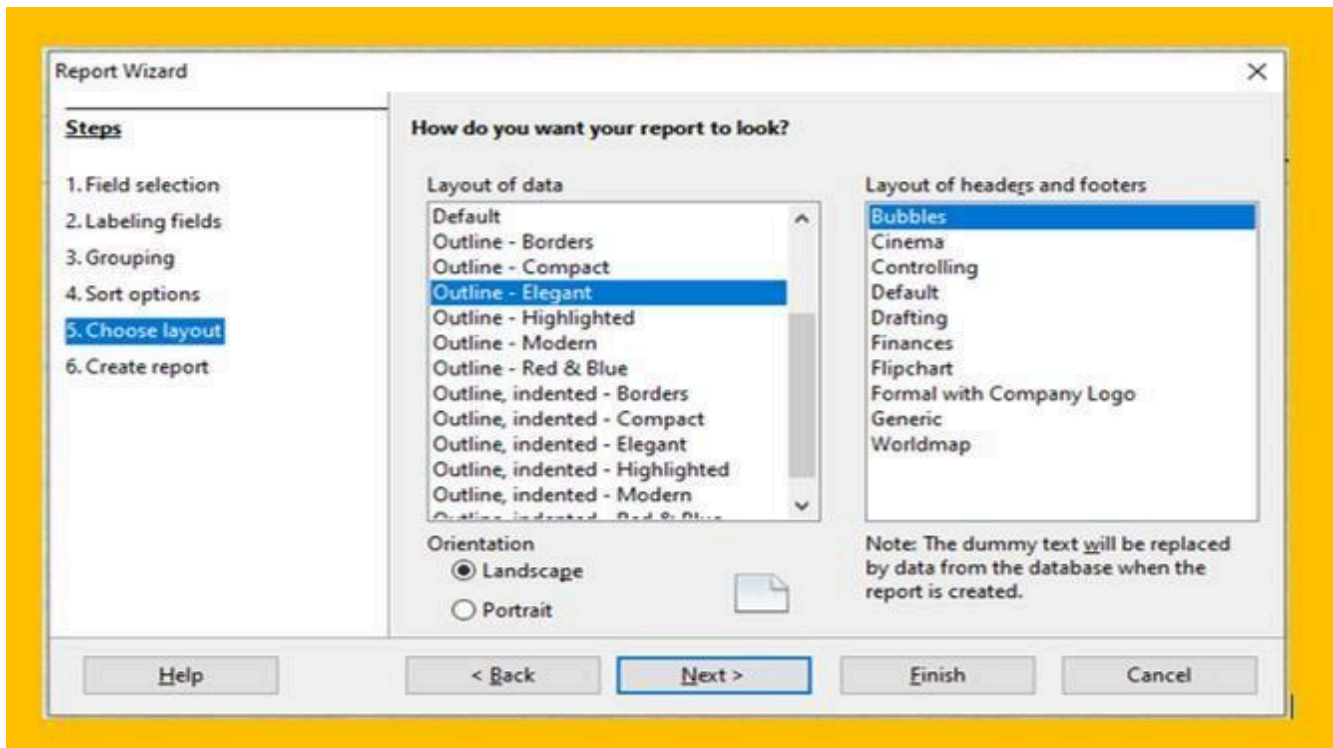 Report Wizard
Steps
1. Field selection
2. Labeling fields
3. Grouping
4. Sort options
5. Choose layout
6. Create report
How do you want your report to look?
Layout of data
Default
Outline - Borders
Outline - Compact
Outline - Elegant
Outline - Highlighted
Outline - Modern
Outline - Red & Blue
Outline, indented - Borders
Outline, indented - Compact
Outline, indented - Elegant
Outline, indented - Highlighted
Outline, indented - Modern
Outline, indented - Red & Blue
Orientation
Landscape
Portrait
Layout of headers and footers
Bubbles
Cinema
Controlling
Default
Drafting
Finances
Flipchart
Formal with Company Logo
Generic
Worldmap
Note: The dummy text will be replaced
by data from the database when the
report is created.
Help
< Back
Next >
Finish
Cancel